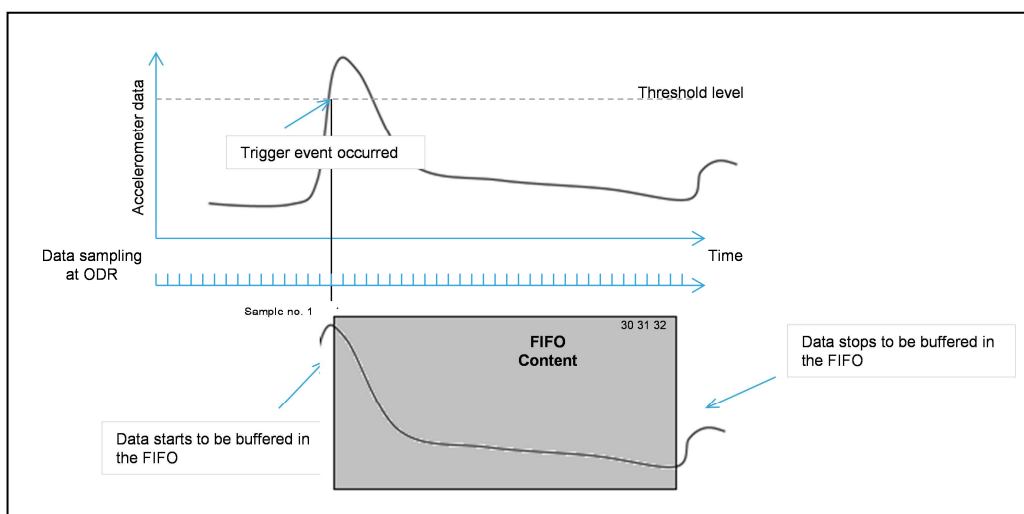 Accelerometer data
Threshold level
Trigger event occurred
Data sampling
at ODR
Time
Sample no. 1
30 31 32
FIFO
Content
Data stops to be buffered in
the FIFO
Data starts to be buffered in
the FIFO